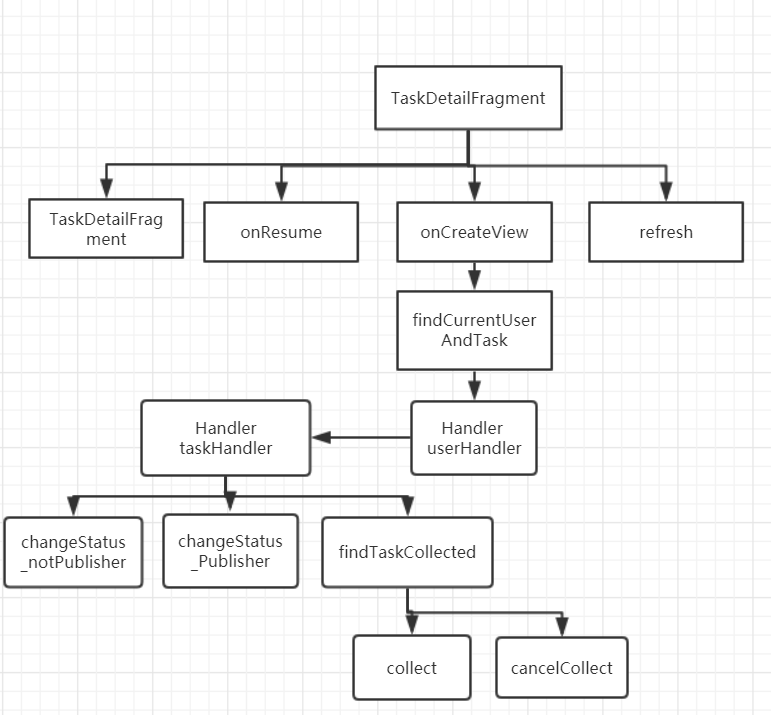 TaskDetailFragment
TaskDetailFrag
ment
onResume
onCreateView
refresh
findCurrentUser
AndTask
Handler
taskHandler
Handler
userHandler
changeStatus
_notPublisher
changeStatus
_Publisher
findTaskCollected
collect
cancelCollect